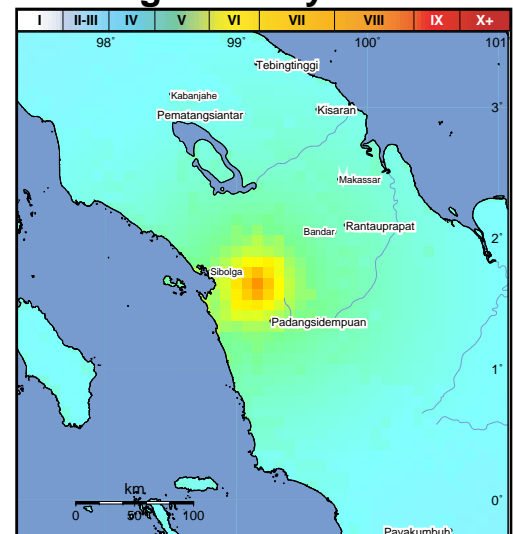 I II-III IV V VI VII VIII IX X+
98° 99° 100° 101°
Tebingtinggi
Kabanjahe
Kisaran
3°
Pematangsiantar
Makassar
Bandar
Rantauprapat
2°
Sibolga
Padangsidempuan
1°
km
0 50 100
0°
Payakumbuh